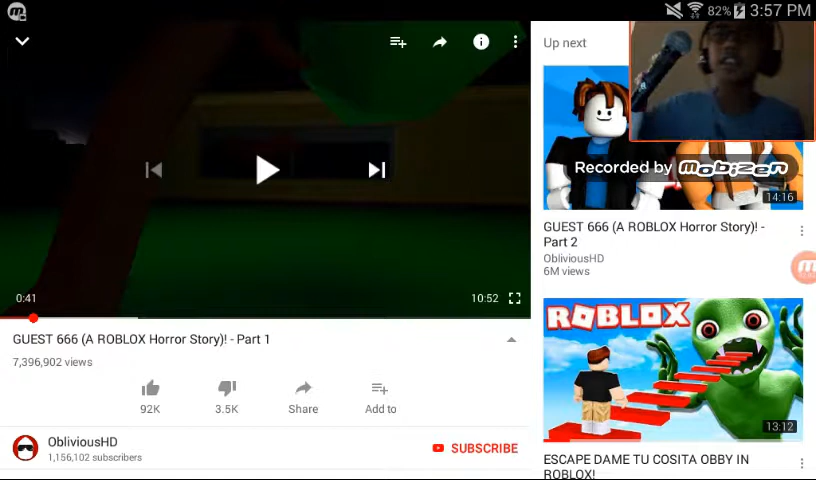 82% 3:57 PM
Up next
Recorded by MOBIZEN
14:16
GUEST 666 (A ROBLOX Horror Story)! -
Part 2
ObliviousHD
6M views
0:41
10:52
GUEST 666 (A ROBLOX Horror Story)! - Part 1
7,396,902 views
92K
3.5K
Share
Add to
ObliviousHD
1,156,102 subscribers
SUBSCRIBE
ROBLOX
13:12
ESCAPE DAME TU COSITA OBBY IN
ROBLOX!